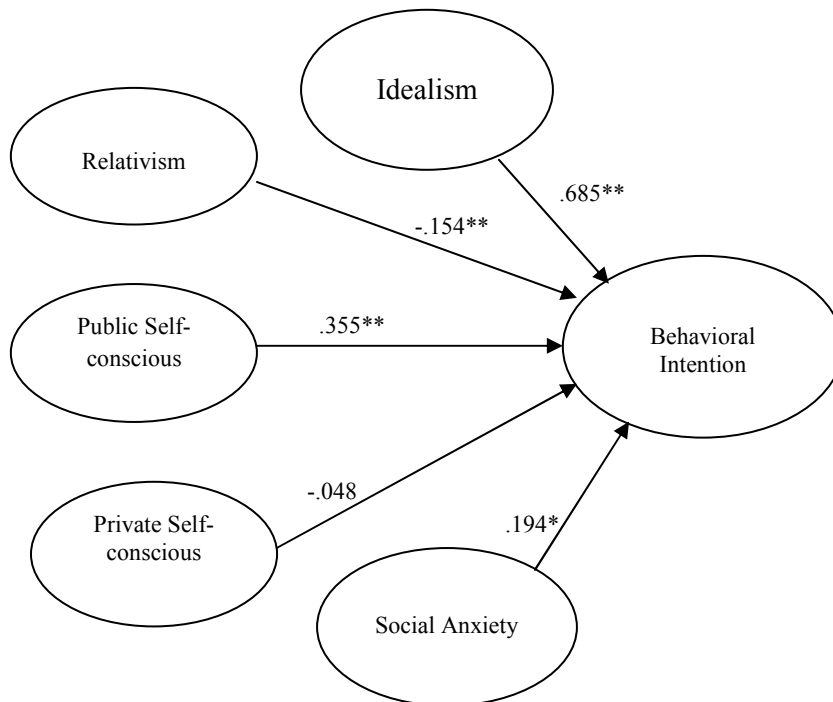 Idealism
Relativism
.685**
-.154**
Public Self-
conscious
.355**
Behavioral
Intention
Private Self-
conscious
-.048
.194*
Social Anxiety